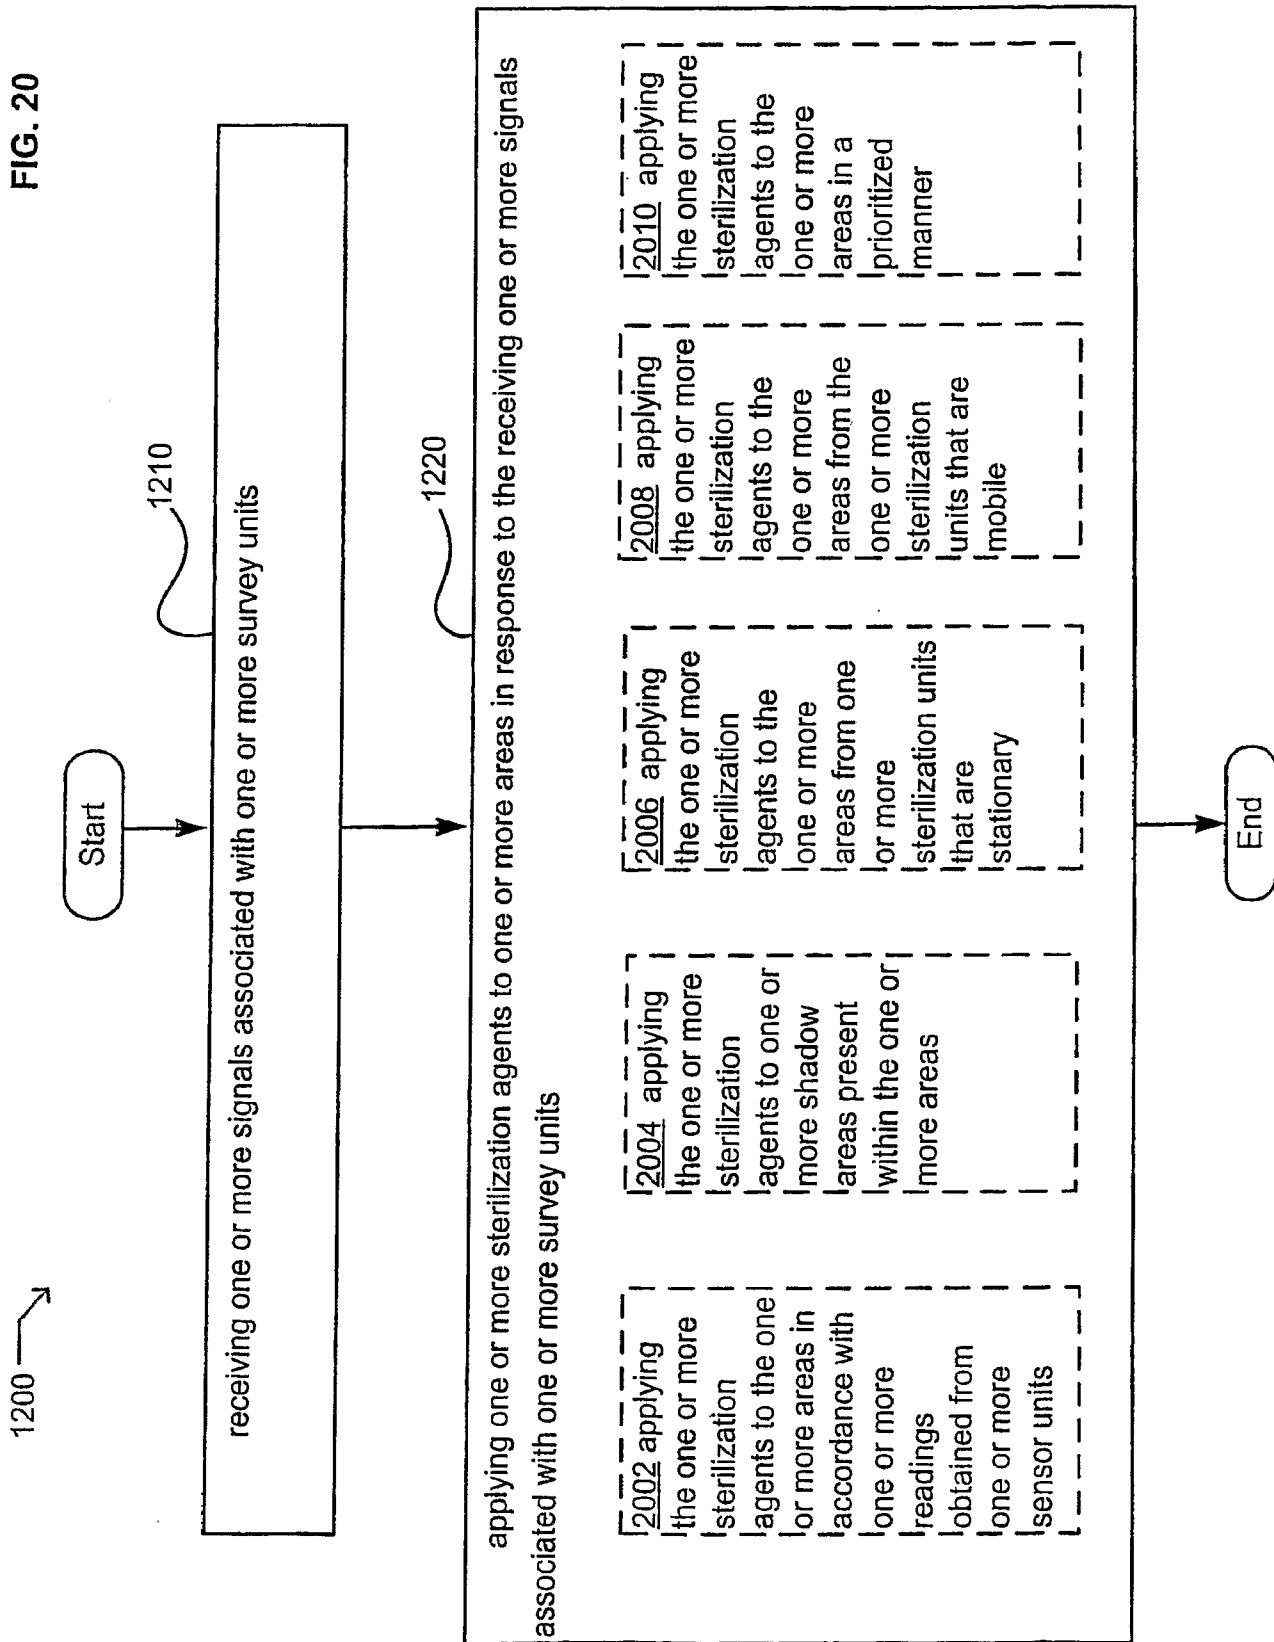 FIG. 20
1200
Start
1210
receiving one or more signals associated with one or more survey units
1220
applying one or more sterilization agents to one or more areas in response to the receiving one or more signals
associated with one or more survey units
2002 applying
the one or more
sterilization
agents to the one
or more areas in
accordance with
one or more
readings
obtained from
one or more
sensor units
2004 applying
the one or more
sterilization
agents to one or
more shadow
areas present
within the one or
more areas
2006 applying
the one or more
sterilization
agents to the
one or more
areas from one
or more
sterilization units
that are
stationary
2008 applying
the one or more
sterilization
agents to the
one or more
areas from the
one or more
sterilization
units that are
mobile
2010 applying
the one or more
sterilization
agents to the
one or more
areas in a
prioritized
manner
End